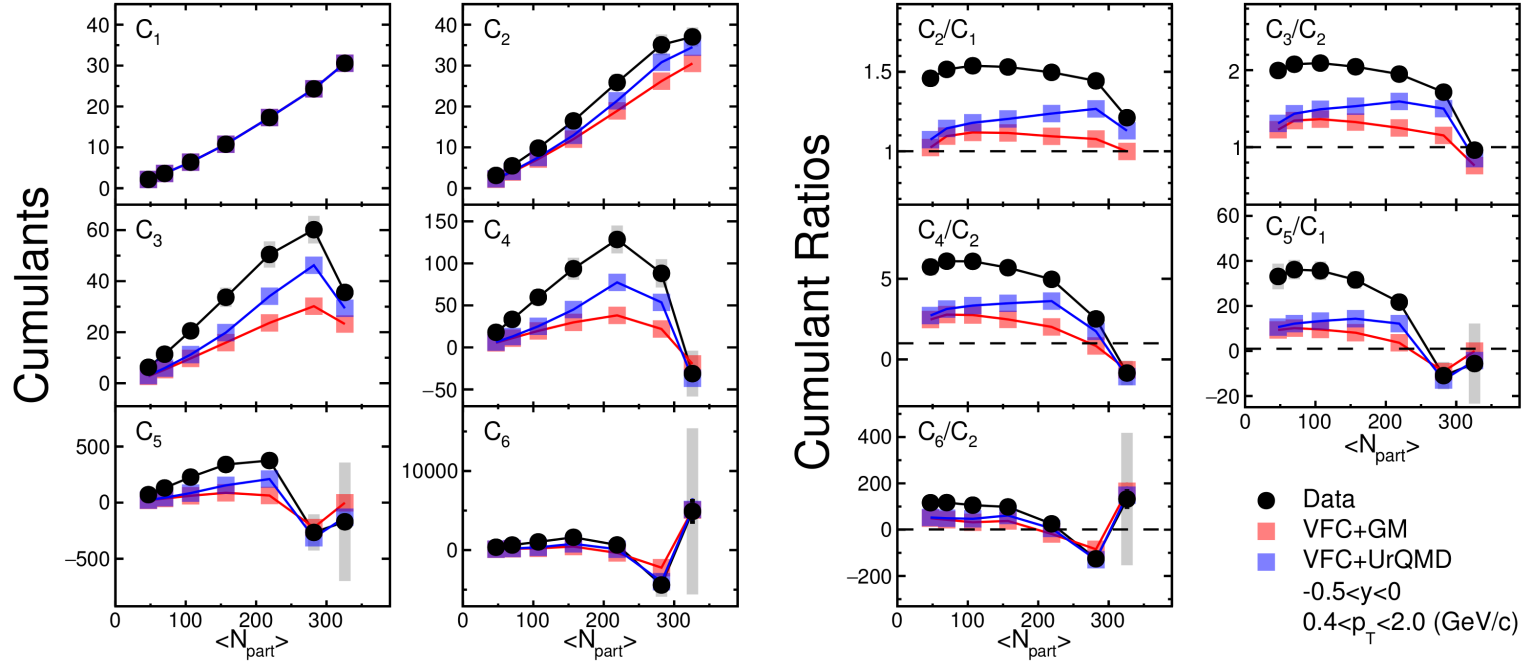 Cumulants
C1
40
30
20
10
0
C2
40
30
20
10
0
C3
60
40
20
0
C4
150
100
50
0
−50
C5
500
0
−500
C6
10000
0
0 100 200 300
<Npart>
0 100 200 300
<Npart>
Cumulant Ratios
C2/C1
1.5
1
C3/C2
2
1
C4/C2
5
0
C5/C1
60
40
20
0
−20
0 100 200 300
<Npart>
C6/C2
400
200
0
−200
0 100 200 300
<Npart>
Data
VFC+GM
VFC+UrQMD
-0.5<y<0
0.4<pT<2.0 (GeV/c)